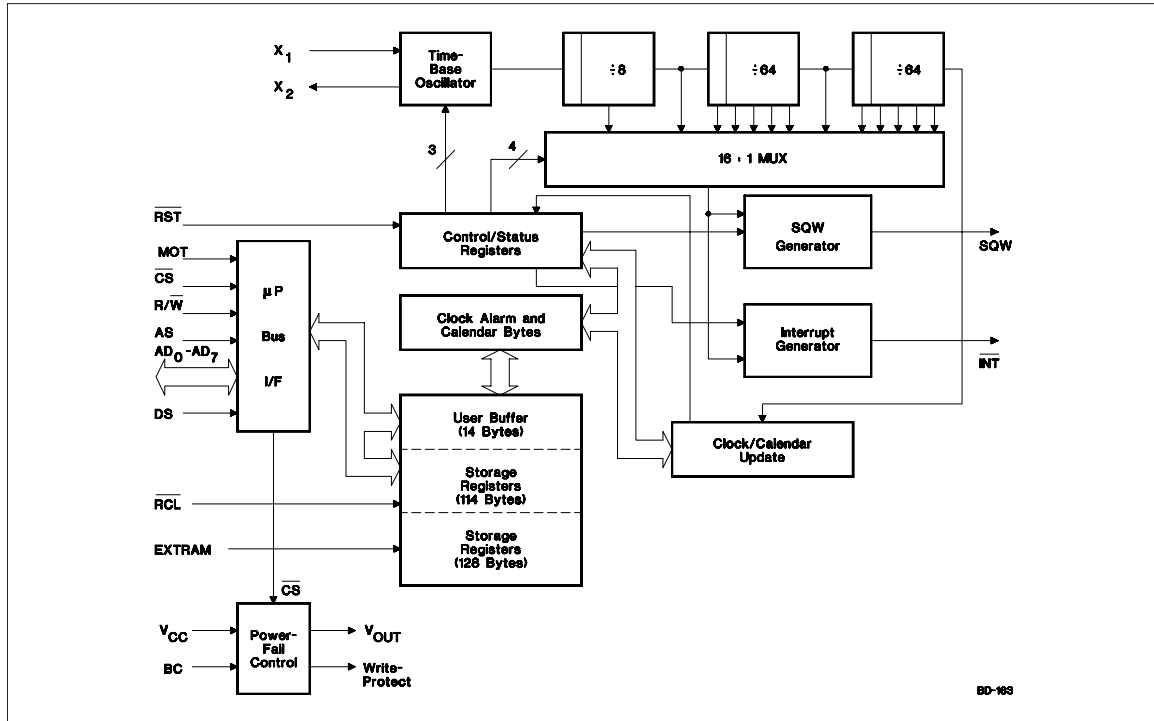 X1
X2
Time-
Base
Oscillator
÷8
÷64
÷64
3
4
16 : 1 MUX
RST
Control/Status
Registers
SQW
Generator
SQW
MOT
CS
R/W
AS
AD0-AD7
DS
µP
Bus
I/F
Clock Alarm and
Calendar Bytes
Interrupt
Generator
INT
User Buffer
(14 Bytes)
Clock/Calendar
Update
Storage
Registers
(114 Bytes)
RCL
EXTRAM
Storage
Registers
(128 Bytes)
CS
VCC
BC
Power-
Fail
Control
VOUT
Write-
Protect
BD-163